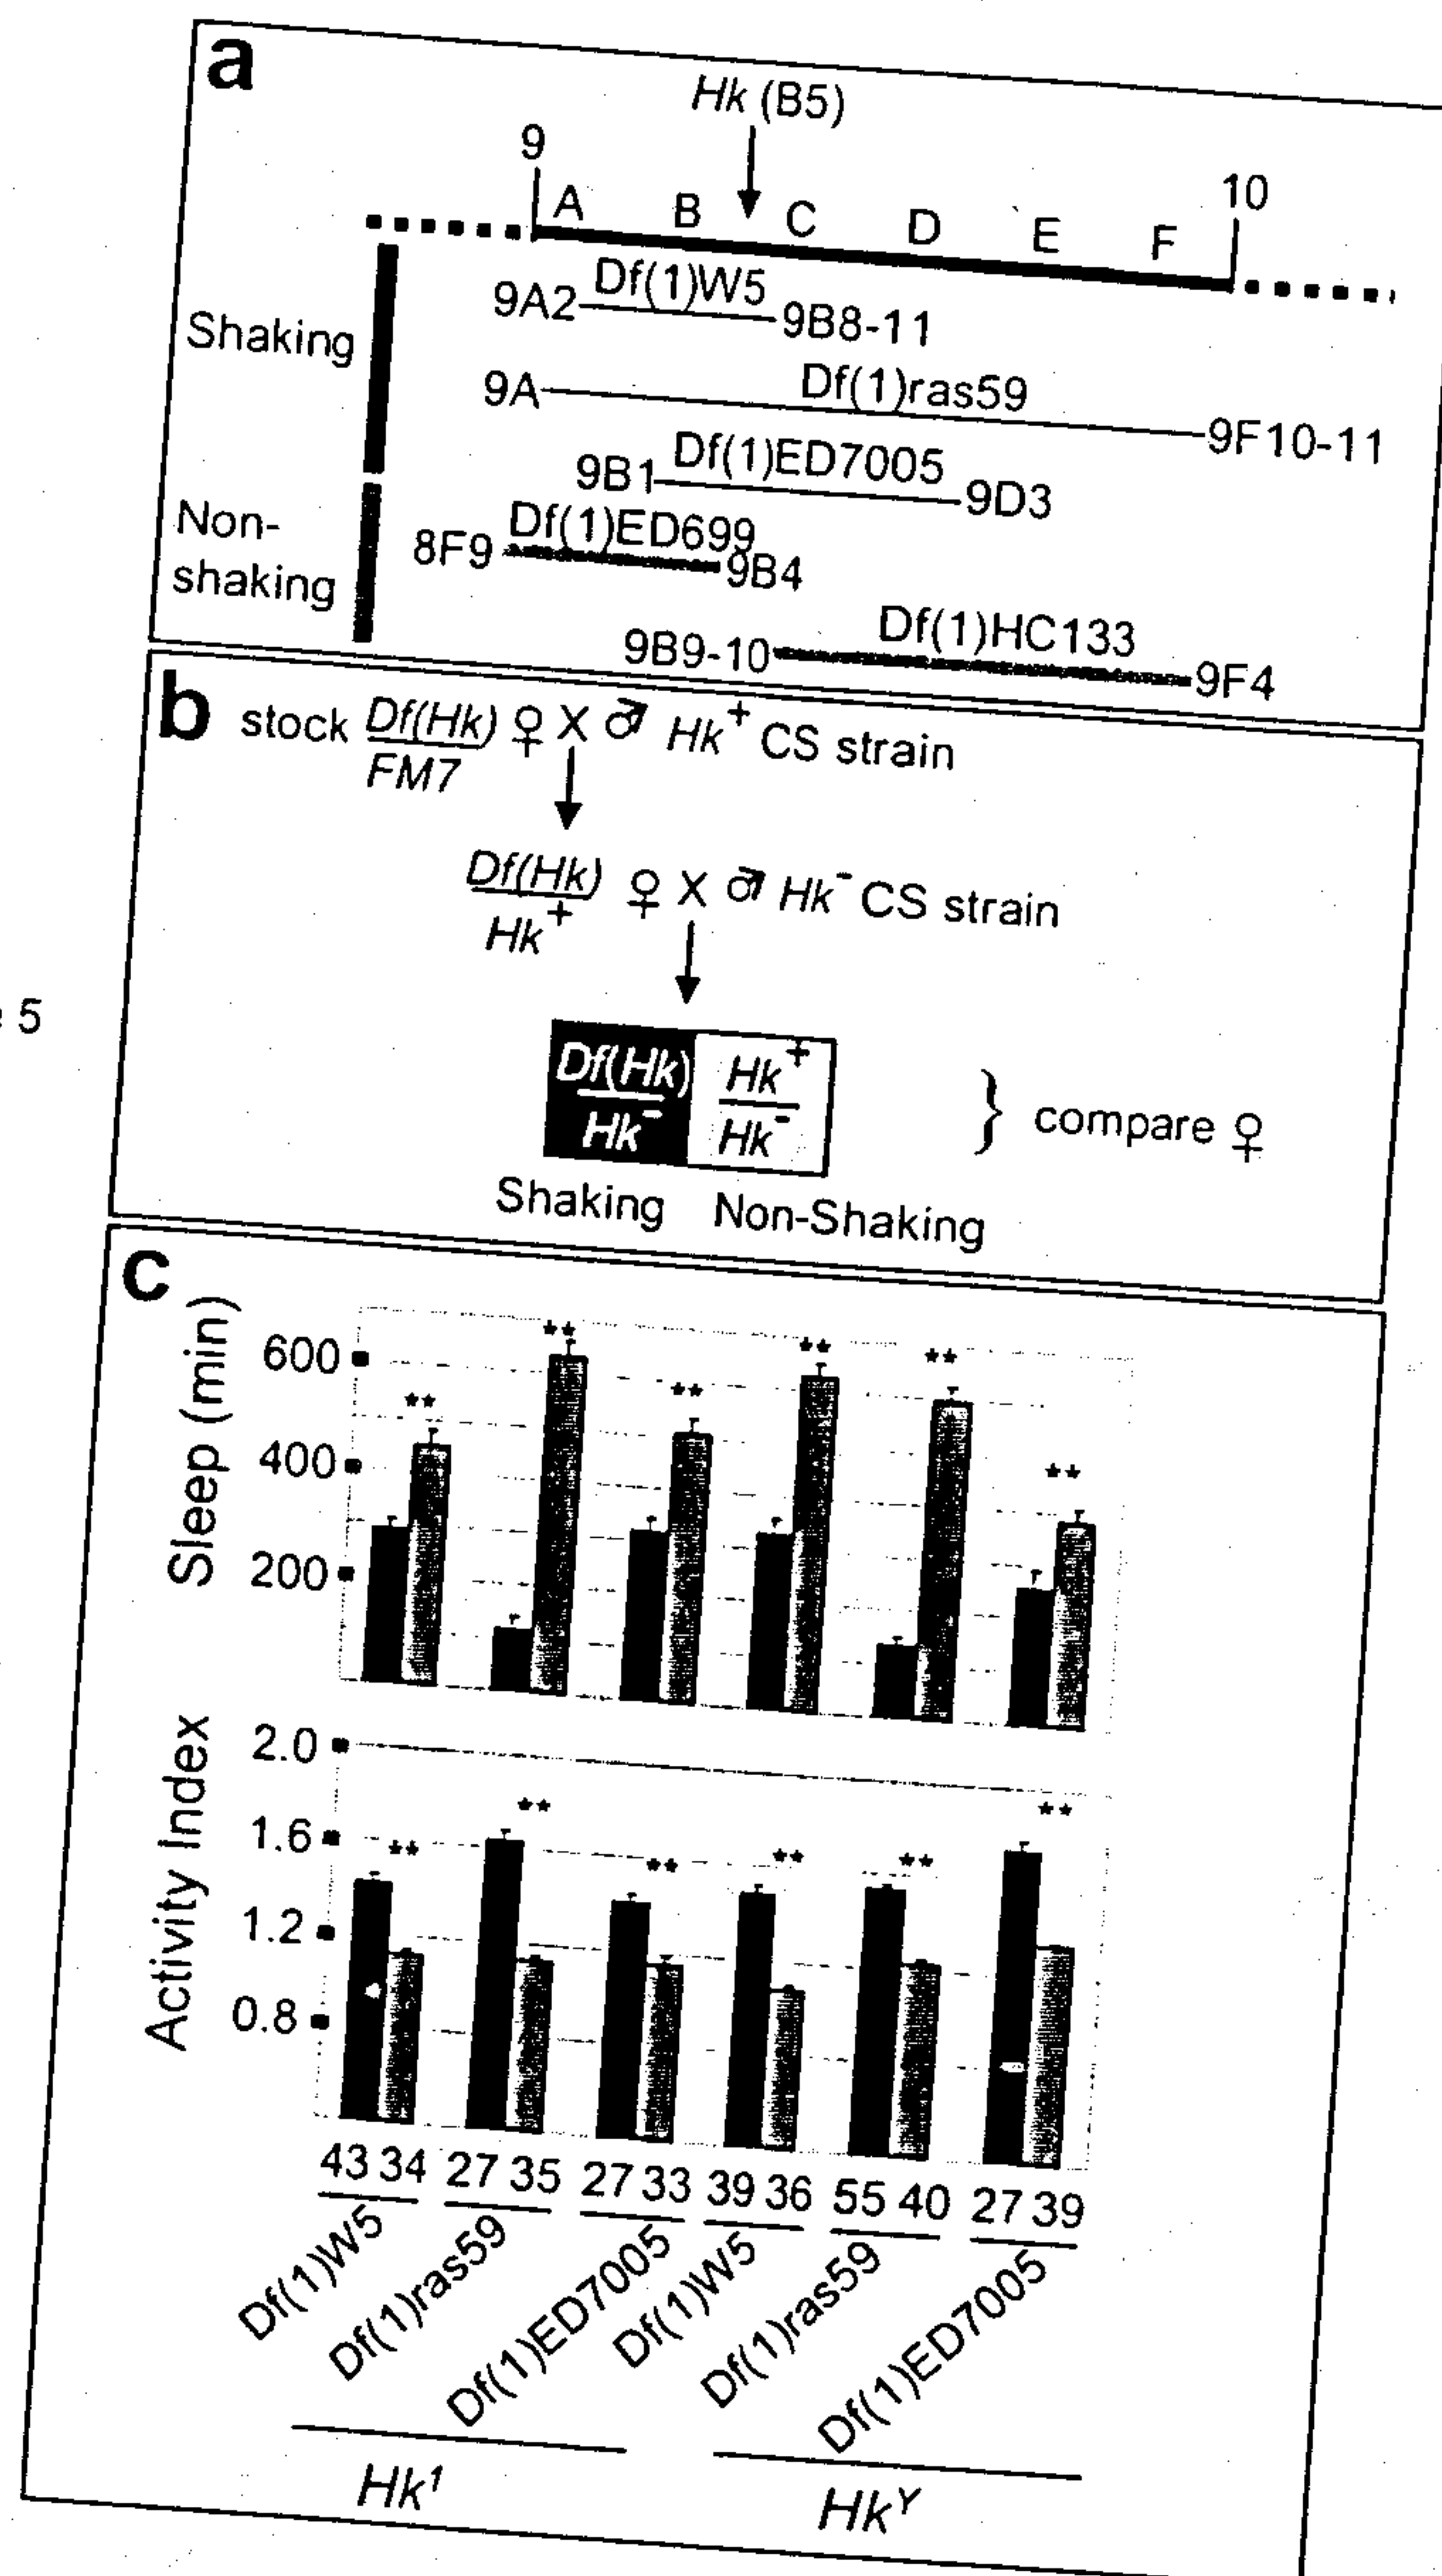 a
Hk (B5)
9 A B C D E F 10
Shaking
9A2 Df(1)W5 9B8-11
9A Df(1)ras59 9F10-11
9B1 Df(1)ED7005 9D3
Non-
shaking
8F9 Df(1)ED699 9B4
9B9-10 Df(1)HC133 9F4
b stock Df(Hk) ♀ X ♂ Hk⁺ CS strain
FM7
Df(Hk) ♀ X ♂ Hk⁻ CS strain
Hk⁺
5
Df(Hk) Hk⁺
Hk⁻ Hk⁻
} compare ♀
Shaking Non-Shaking
c
Sleep (min)
600
400
200
** ** ** ** ** **
Activity Index
2.0
1.6
1.2
0.8
** ** ** ** ** **
43 34 27 35 27 33 39 36 55 40 27 39
Df(1)W5
Df(1)ras59
Df(1)ED7005
Df(1)W5
Df(1)ras59
Df(1)ED7005
Hk¹
Hkʸ